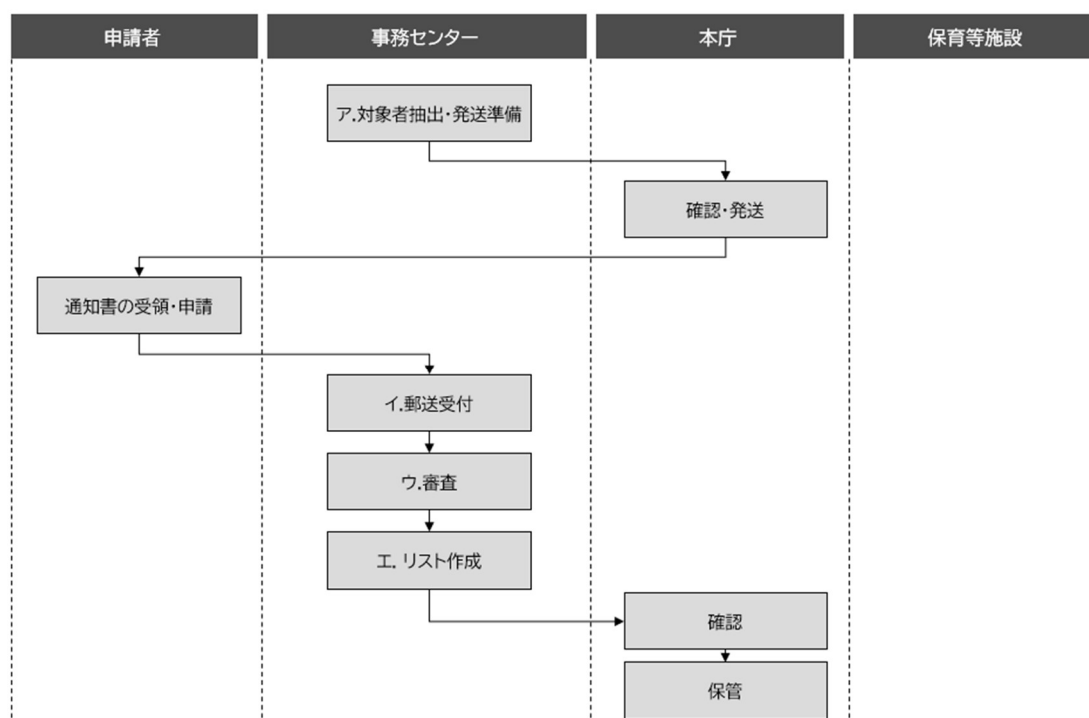 申請者
事務センター
本庁
保育等施設
ア.対象者抽出・発送準備
確認・発送
通知書の受領・申請
イ.郵送受付
ウ.審査
エ. リスト作成
確認
保管